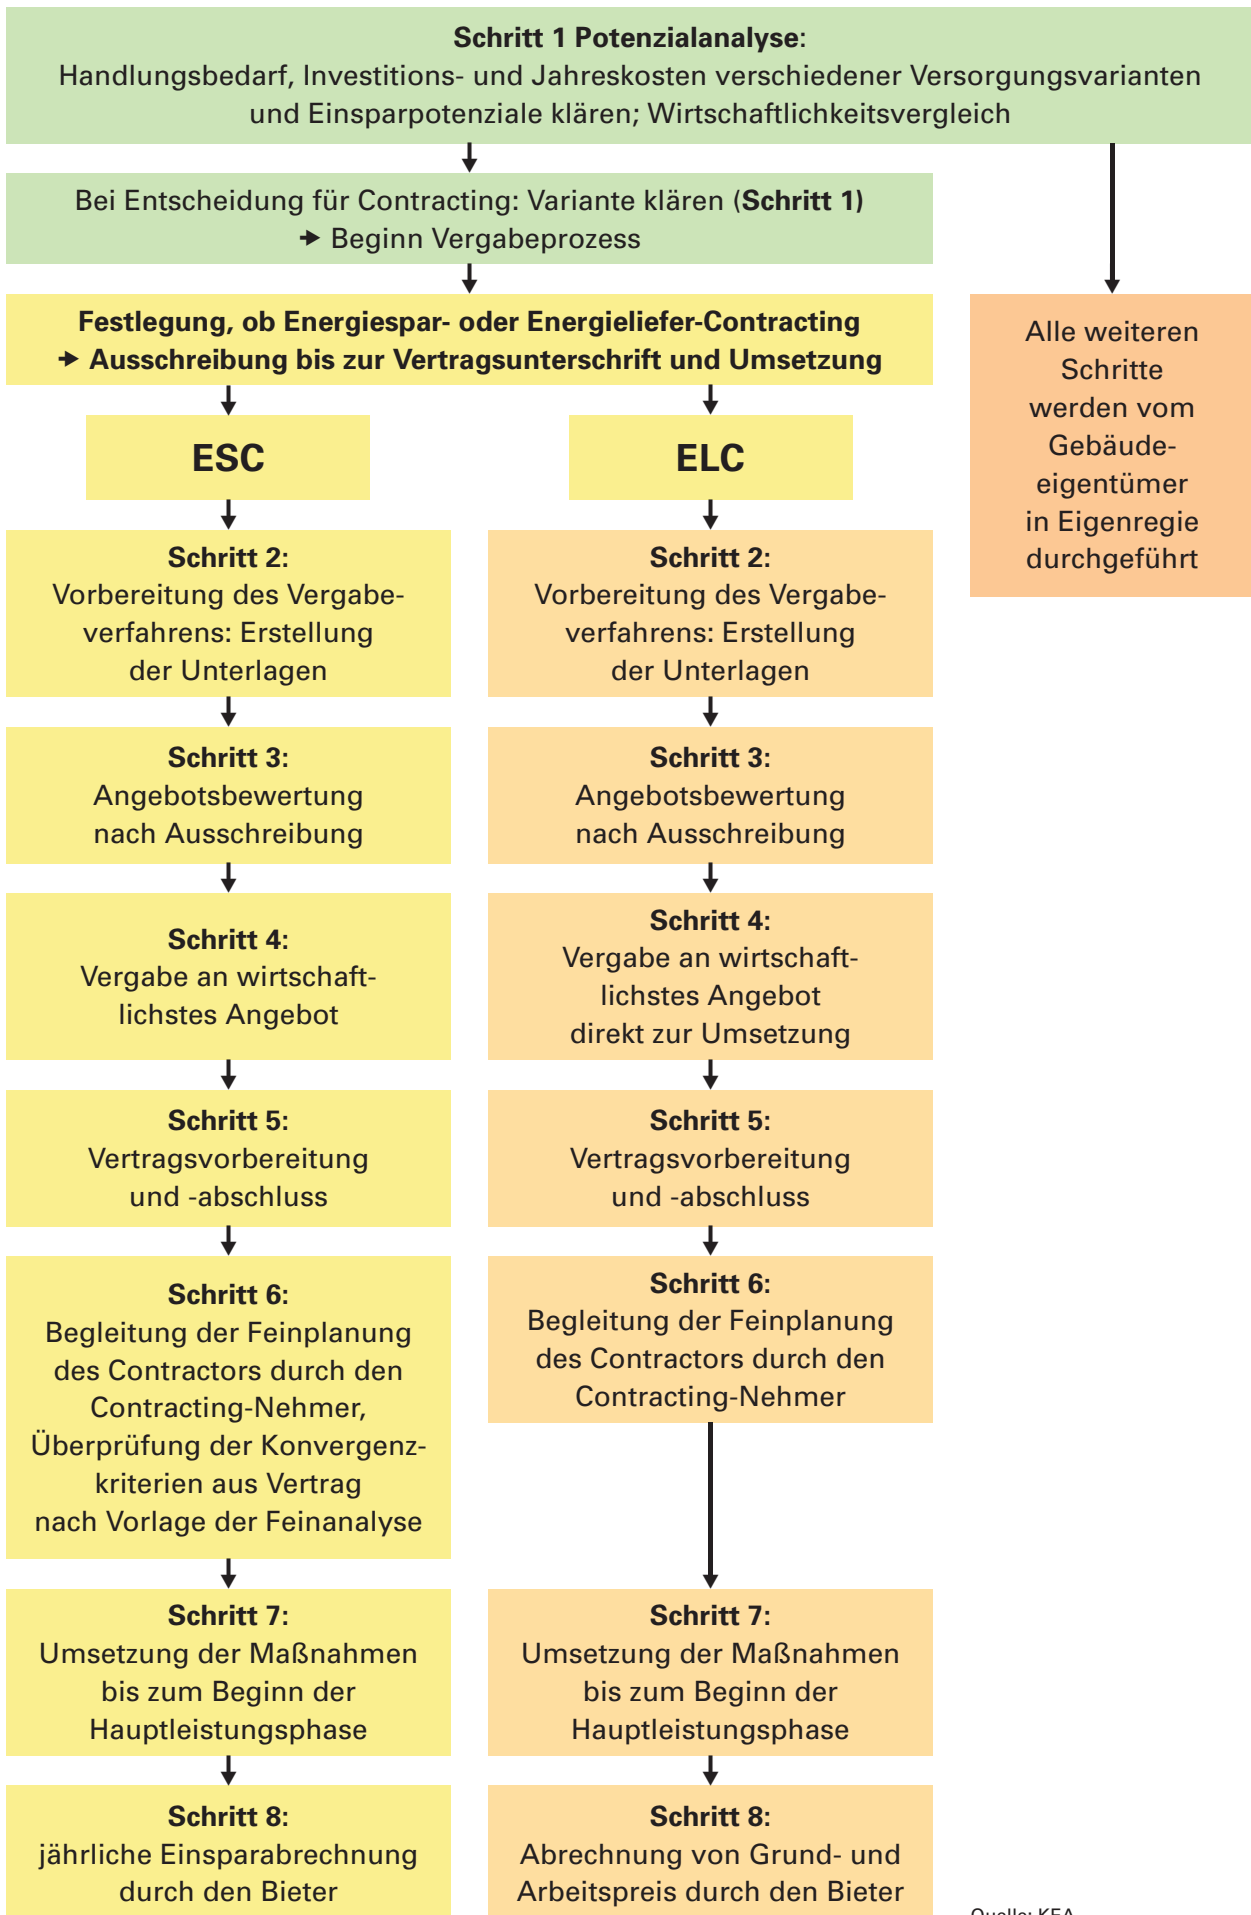 Schritt 1 Potenzialanalyse:
Handlungsbedarf, Investitions- und Jahreskosten verschiedener Versorgungsvarianten
und Einsparpotenziale klären; Wirtschaftlichkeitsvergleich
Bei Entscheidung für Contracting: Variante klären (Schritt 1)
➔ Beginn Vergabeprozess
Festlegung, ob Energiespar- oder Energieliefer-Contracting
➔ Ausschreibung bis zur Vertragsunterschrift und Umsetzung
Alle weiteren
Schritte
werden vom
Gebäude-
eigentümer
in Eigenregie
durchgeführt
ESC
Schritt 2:
Vorbereitung des Vergabe-
verfahrens: Erstellung
der Unterlagen
Schritt 3:
Angebotsbewertung
nach Ausschreibung
Schritt 4:
Vergabe an wirtschaft-
lichstes Angebot
Schritt 5:
Vertragsvorbereitung
und -abschluss
Schritt 6:
Begleitung der Feinplanung
des Contractors durch den
Contracting-Nehmer,
Überprüfung der Konvergenz-
kriterien aus Vertrag
nach Vorlage der Feinanalyse
Schritt 7:
Umsetzung der Maßnahmen
bis zum Beginn der
Hauptleistungsphase
Schritt 8:
jährliche Einsparabrechnung
durch den Bieter
ELC
Schritt 2:
Vorbereitung des Vergabe-
verfahrens: Erstellung
der Unterlagen
Schritt 3:
Angebotsbewertung
nach Ausschreibung
Schritt 4:
Vergabe an wirtschaft-
lichstes Angebot
direkt zur Umsetzung
Schritt 5:
Vertragsvorbereitung
und -abschluss
Schritt 6:
Begleitung der Feinplanung
des Contractors durch den
Contracting-Nehmer
Schritt 7:
Umsetzung der Maßnahmen
bis zum Beginn der
Hauptleistungsphase
Schritt 8:
Abrechnung von Grund- und
Arbeitspreis durch den Bieter
Quelle: KEA